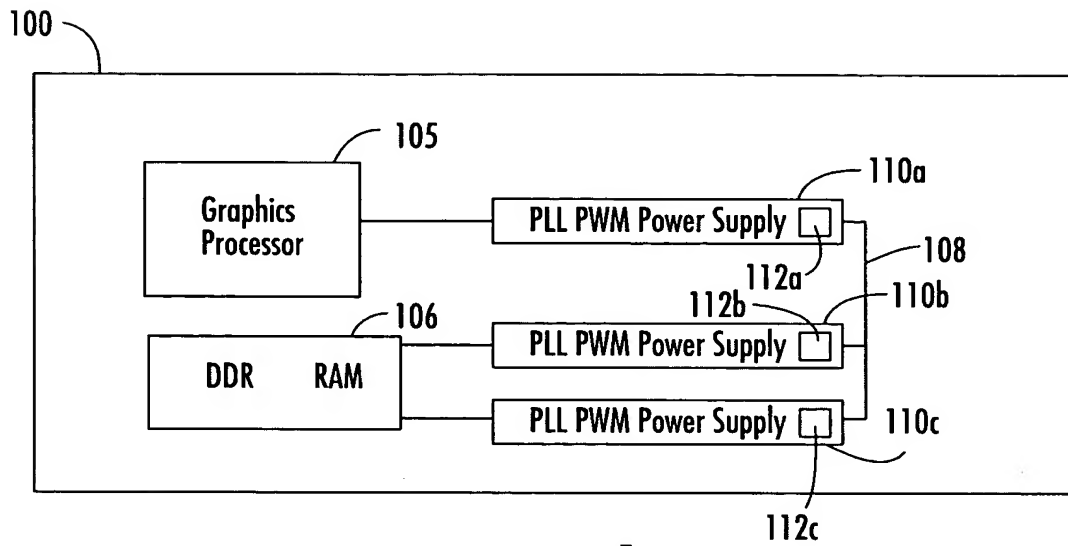 100
105
Graphics
Processor
110a
PLL PWM Power Supply
108
112a
112b
110b
106
PLL PWM Power Supply
DDR RAM
PLL PWM Power Supply
110c
112c